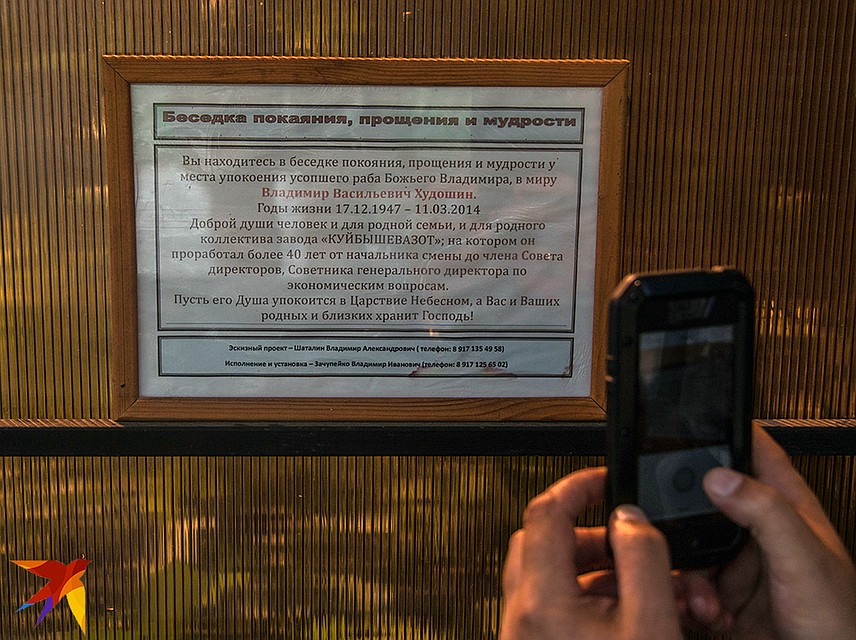 Беседка покаяния, прощения и мудрости
Вы находитесь в беседке покояния, прощения и мудрости у
места упокоения усопшего раба Божьего Владимира, в миру
Владимир Васильевич Худошин.
Годы жизни 17.12.1947 – 11.03.2014
Доброй души человек и для родной семьи, и для родного
коллектива завода «КУЙБЫШЕВАЗОТ»; на котором он
проработал более 40 лет от начальника смены до члена Совета
директоров, Советника генерального директора по
экономическим вопросам.
Пусть его Душа упокоится в Царствие Небесном, а Вас и Ваших
родных и близких хранит Господь!
Эскизный проект – Шаталин Владимир Александрович ( телефон: 8 917 135 49 58)
Исполнение и установка – Зачупейко Владимир Иванович (телефон: 8 917 125 65 02)